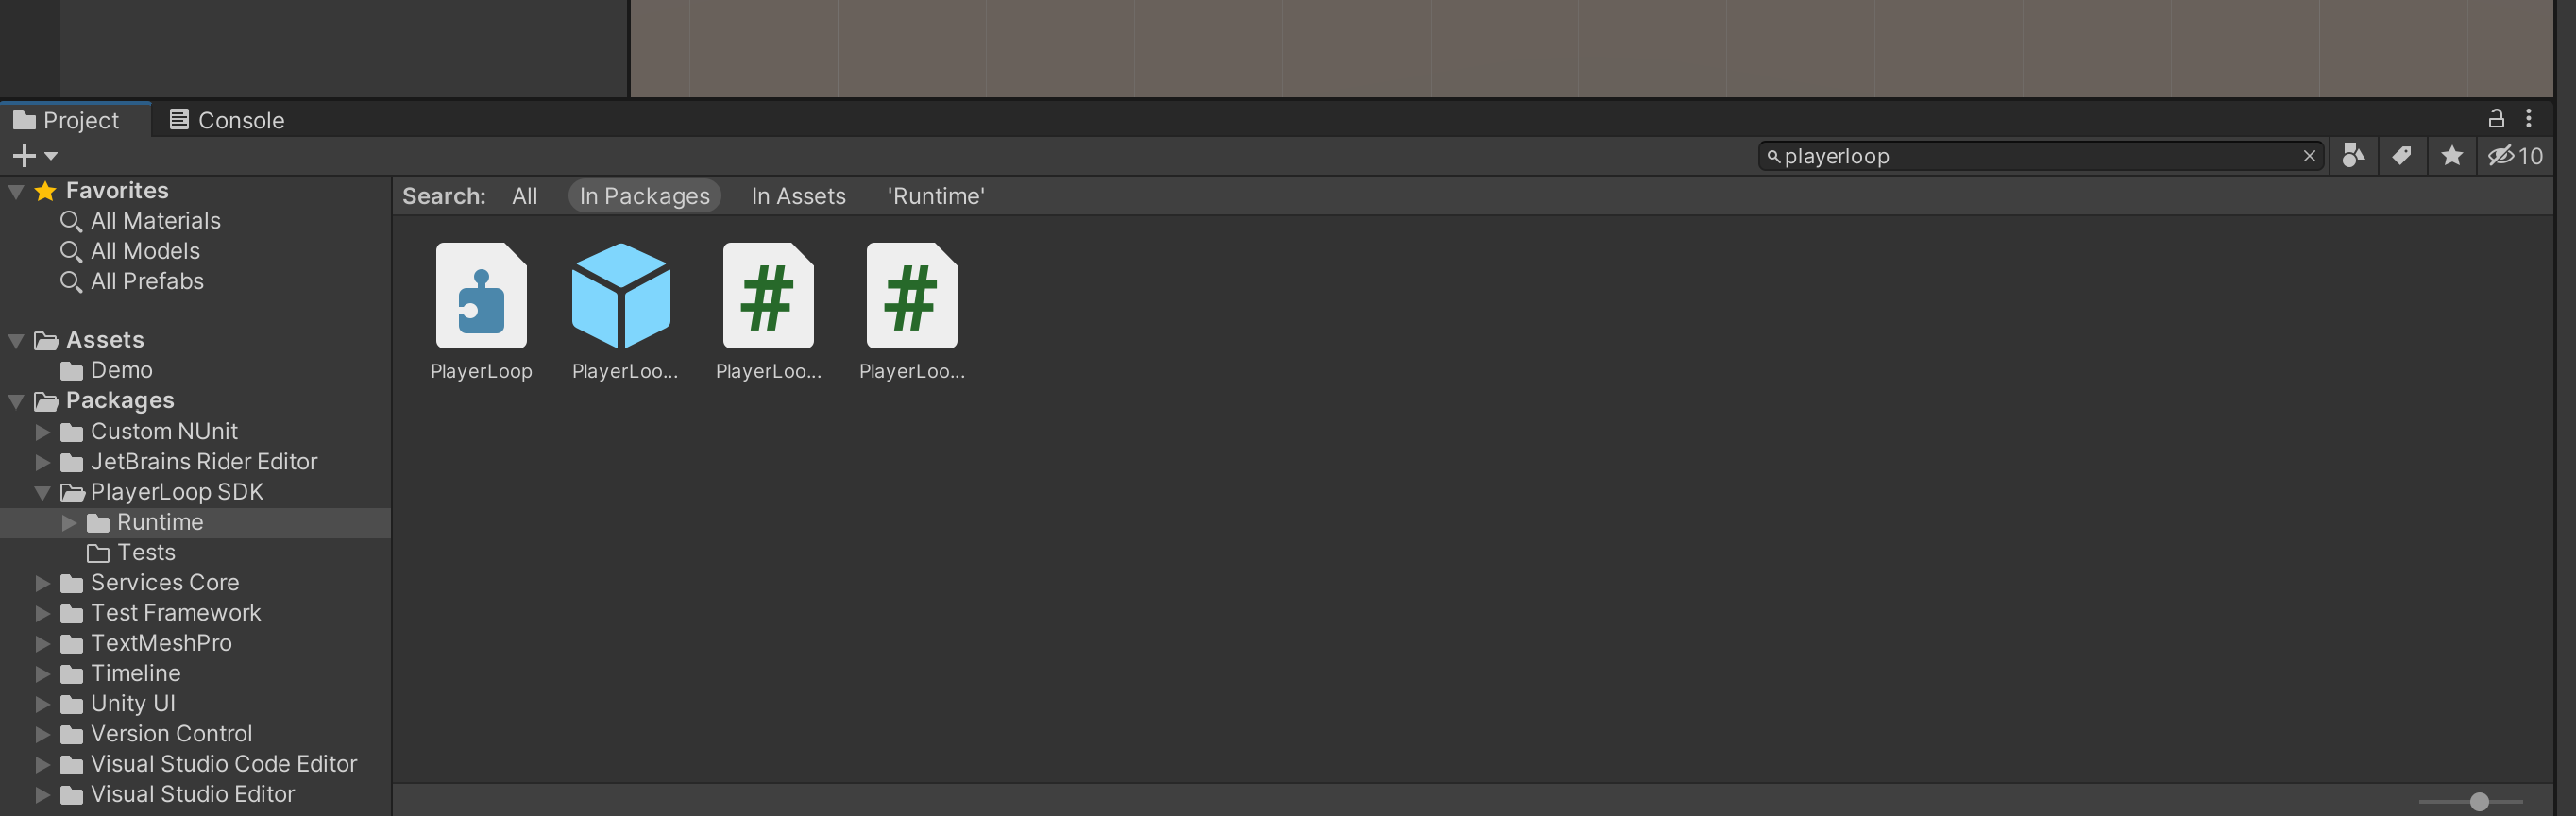 Project
Console
playerloop
10
Favorites
All Materials
All Models
All Prefabs
Assets
Demo
Packages
Custom NUnit
JetBrains Rider Editor
PlayerLoop SDK
Runtime
Tests
Services Core
Test Framework
TextMeshPro
Timeline
Unity UI
Version Control
Visual Studio Code Editor
Visual Studio Editor
Search: All In Packages In Assets 'Runtime'
PlayerLoop PlayerLoo... PlayerLoo... PlayerLoo...